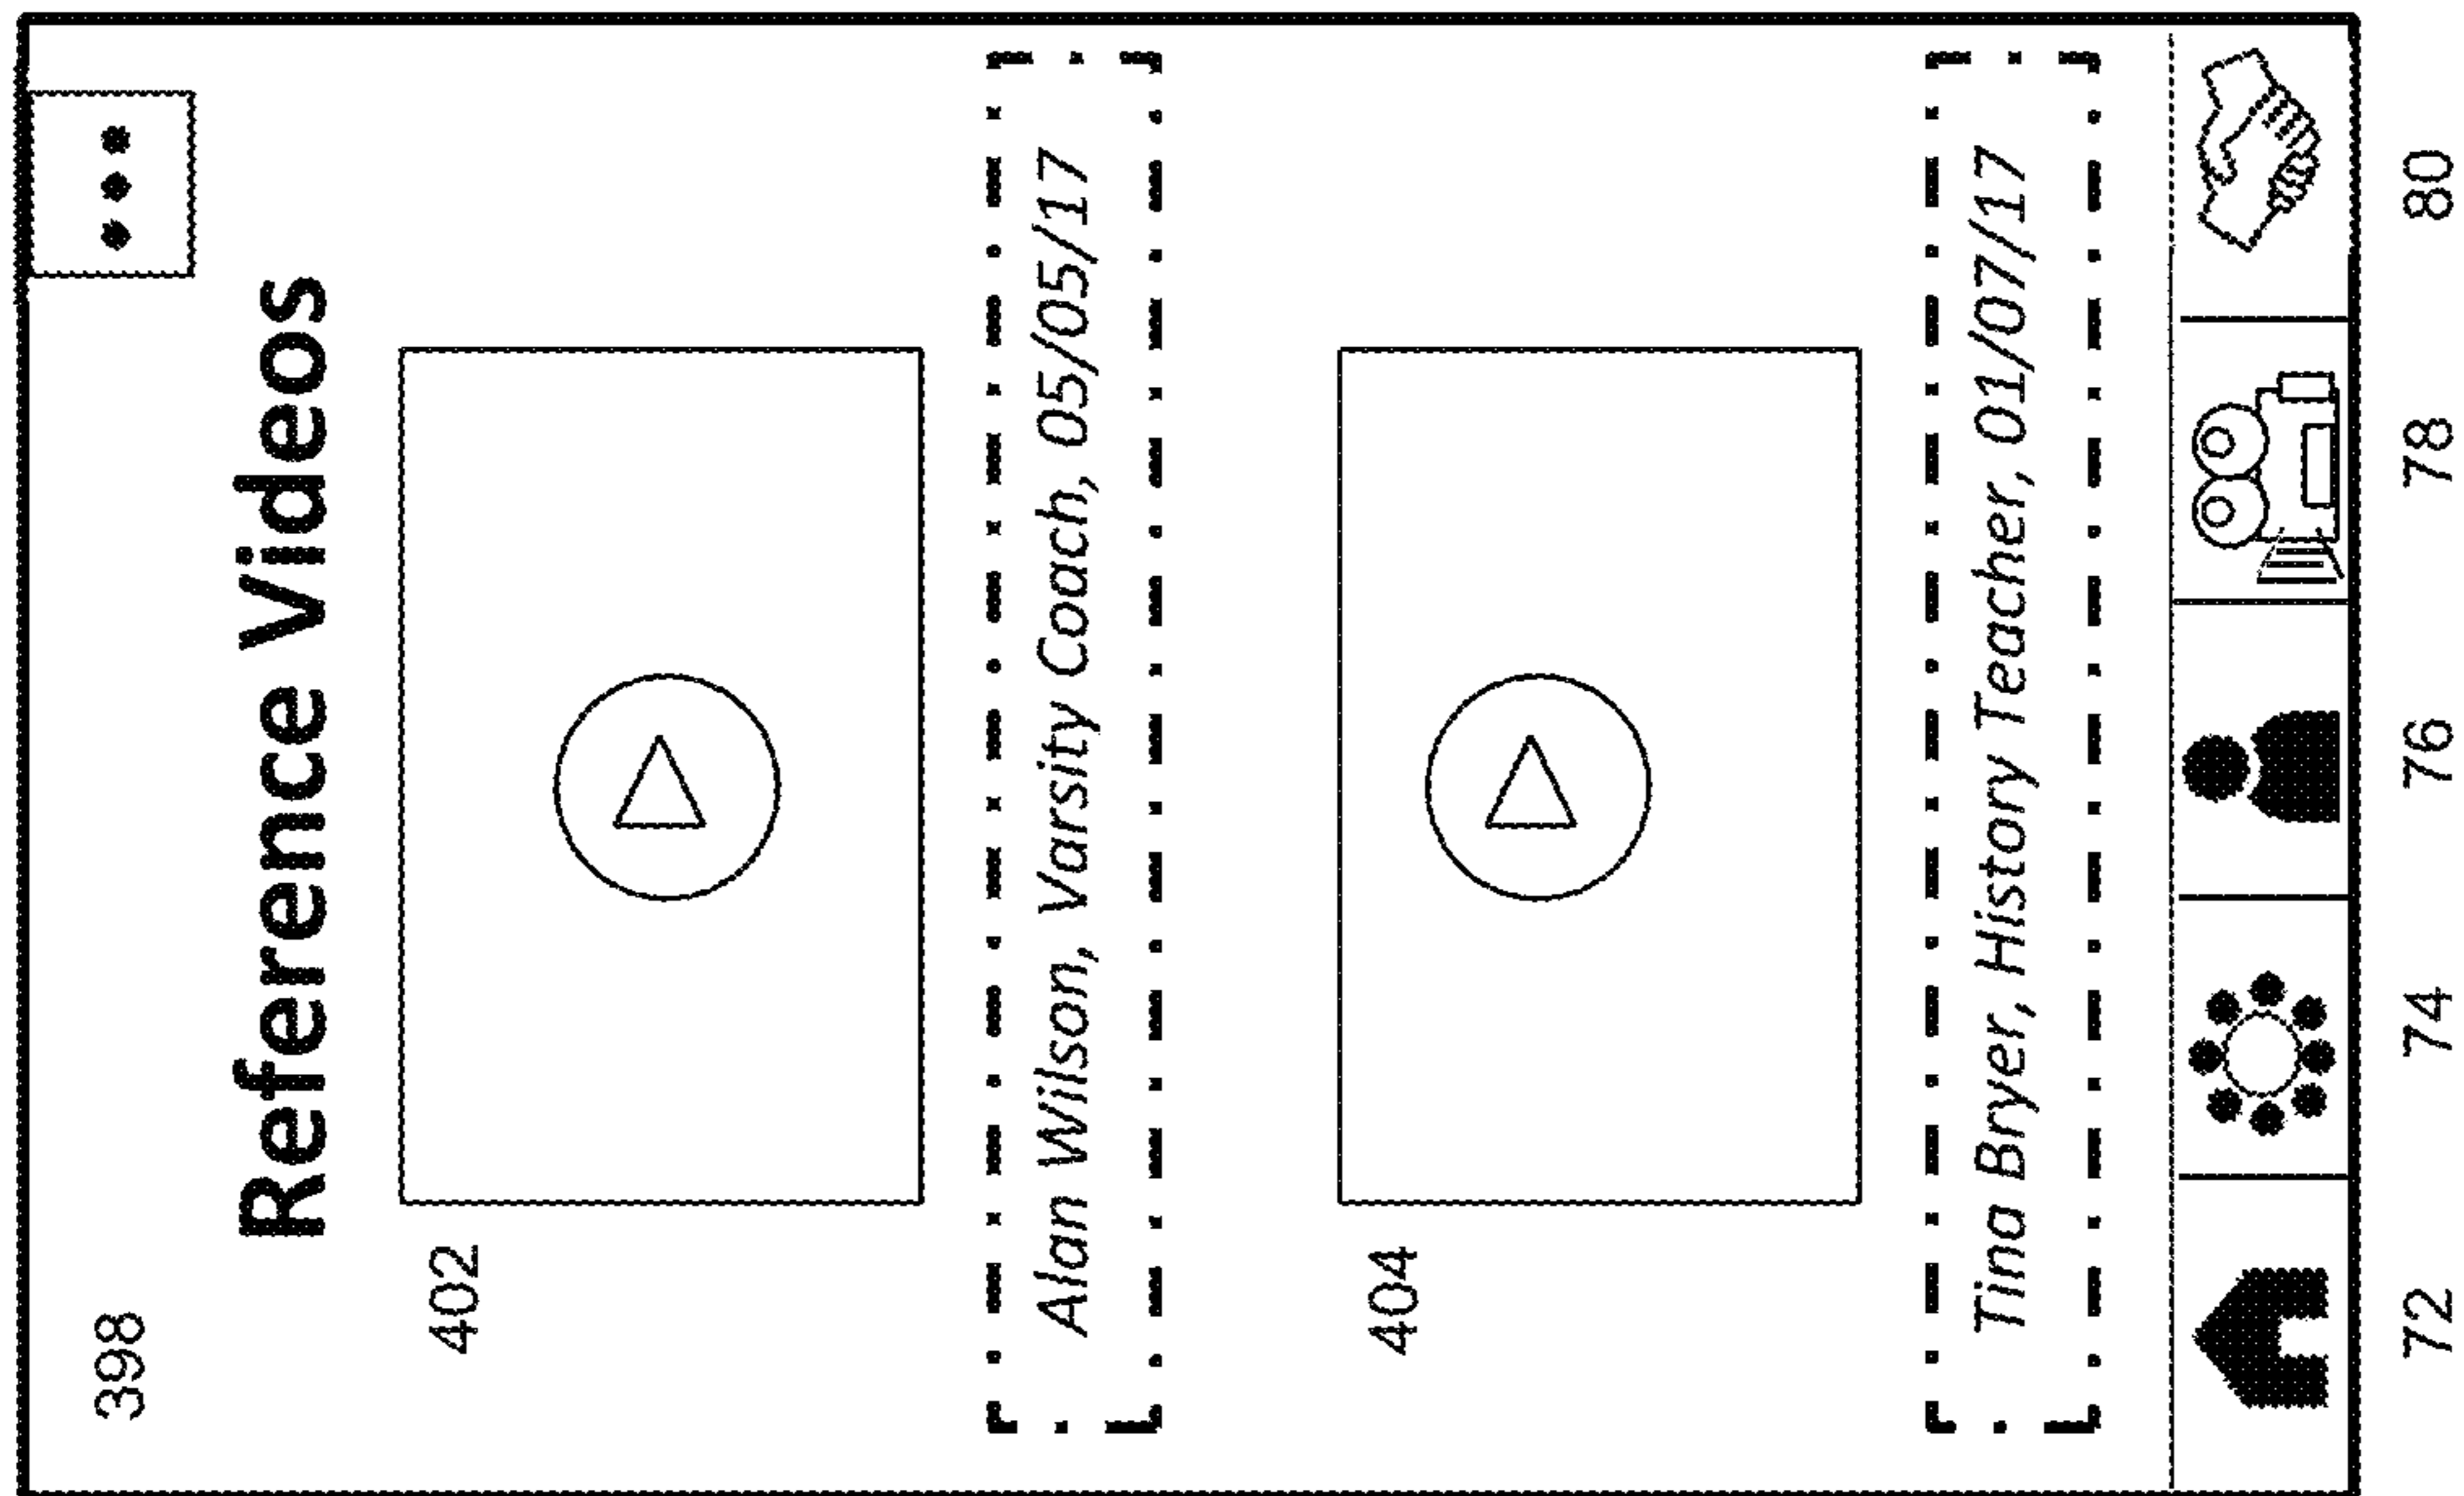 398
Reference Videos
402
Alan Wilson, Varsity Coach, 05/05/17
404
Tina Bryer, History Teacher, 01/07/17
72 74 76 78 80